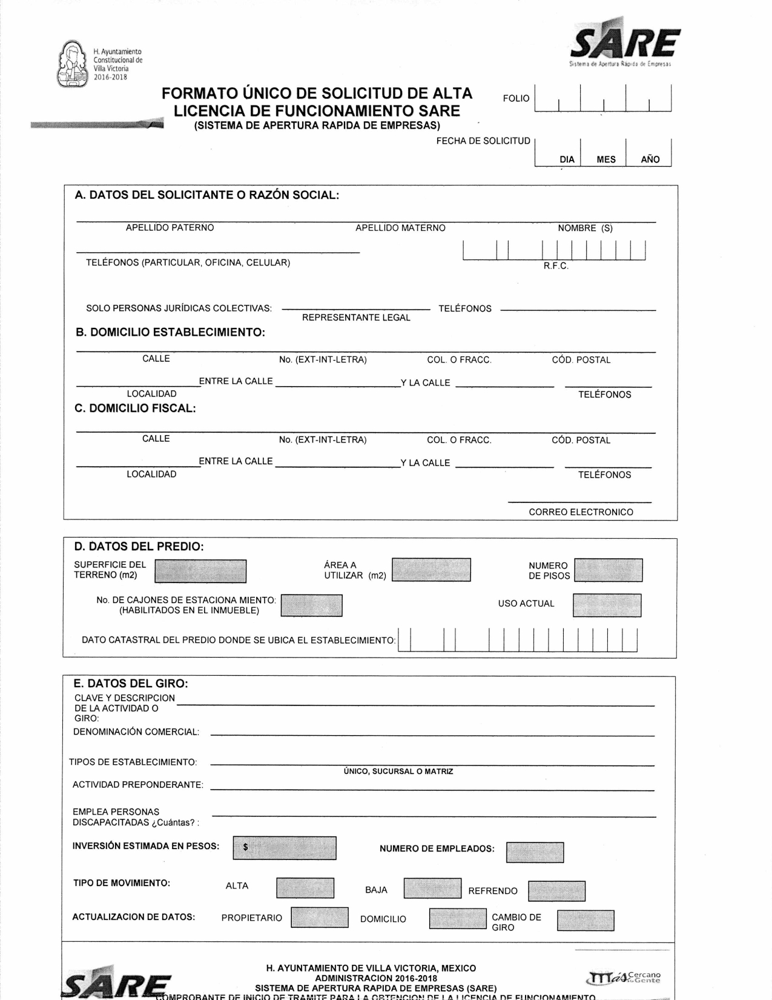 H. Ayuntamiento
Constitucional de
Villa Victoria
2016-2018
SARE
Sistema de Apertura Rápida de Empresas
FORMATO ÚNICO DE SOLICITUD DE ALTA
LICENCIA DE FUNCIONAMIENTO SARE
(SISTEMA DE APERTURA RAPIDA DE EMPRESAS)
FOLIO
FECHA DE SOLICITUD
DIA MES AÑO
A. DATOS DEL SOLICITANTE O RAZÓN SOCIAL:
APELLIDO PATERNO APELLIDO MATERNO NOMBRE (S)
TELÉFONOS (PARTICULAR, OFICINA, CELULAR) R.F.C.
SOLO PERSONAS JURÍDICAS COLECTIVAS: TELÉFONOS
REPRESENTANTE LEGAL
B. DOMICILIO ESTABLECIMIENTO:
CALLE No. (EXT-INT-LETRA) COL. O FRACC. CÓD. POSTAL
ENTRE LA CALLE Y LA CALLE
LOCALIDAD TELÉFONOS
C. DOMICILIO FISCAL:
CALLE No. (EXT-INT-LETRA) COL. O FRACC. CÓD. POSTAL
ENTRE LA CALLE Y LA CALLE
LOCALIDAD TELÉFONOS
CORREO ELECTRONICO
D. DATOS DEL PREDIO:
SUPERFICIE DEL ÁREA A NUMERO
TERRENO (m2) UTILIZAR (m2) DE PISOS
No. DE CAJONES DE ESTACIONA MIENTO: USO ACTUAL
(HABILITADOS EN EL INMUEBLE)
DATO CATASTRAL DEL PREDIO DONDE SE UBICA EL ESTABLECIMIENTO:
E. DATOS DEL GIRO:
CLAVE Y DESCRIPCION
DE LA ACTIVIDAD O
GIRO:
DENOMINACIÓN COMERCIAL:
TIPOS DE ESTABLECIMIENTO:
ÚNICO, SUCURSAL O MATRIZ
ACTIVIDAD PREPONDERANTE:
EMPLEA PERSONAS
DISCAPACITADAS ¿Cuántas? :
INVERSIÓN ESTIMADA EN PESOS: $ NUMERO DE EMPLEADOS:
TIPO DE MOVIMIENTO: ALTA BAJA REFRENDO
ACTUALIZACION DE DATOS: PROPIETARIO DOMICILIO CAMBIO DE
GIRO
SARE
H. AYUNTAMIENTO DE VILLA VICTORIA, MEXICO
ADMINISTRACION 2016-2018
SISTEMA DE APERTURA RAPIDA DE EMPRESAS (SARE)
COMPROBANTE DE INICIO DE TRAMITE PARA LA OBTENCION DE LA LICENCIA DE FUNCIONAMIENTO
más Cercano
a su Gente